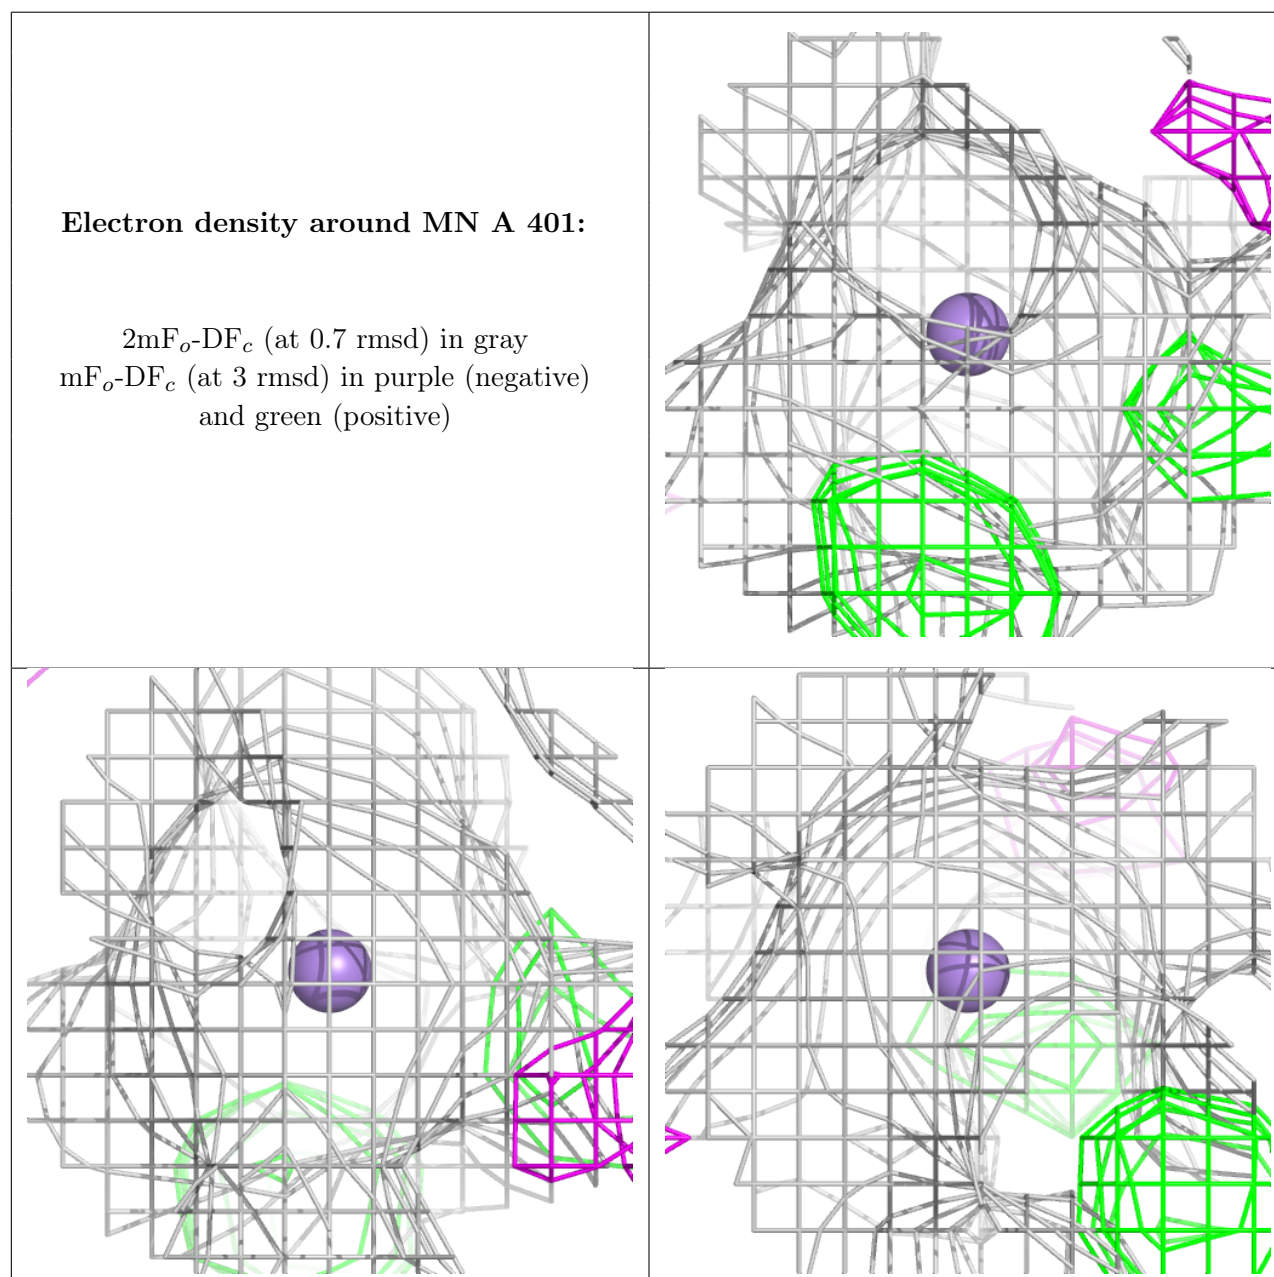 Electron density around MN A 401:
2mFo-DFc (at 0.7 rmsd) in gray
mFo-DFc (at 3 rmsd) in purple (negative)
and green (positive)